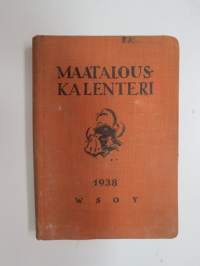 MAATALOUS-
KALENTERI
1938
WSOY